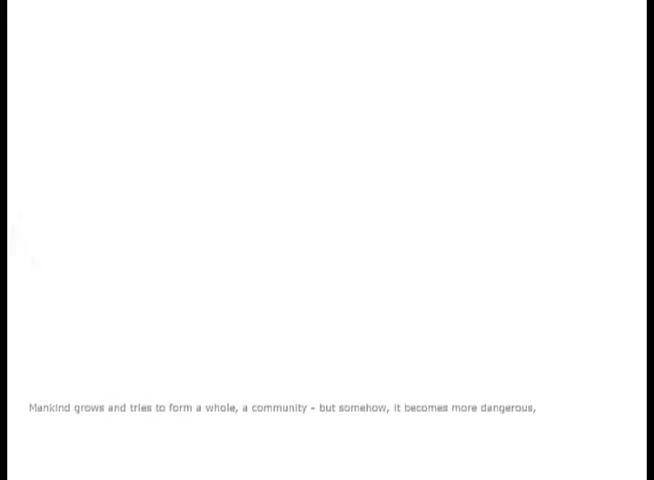 Mankind grows and tries to form a whole, a community - but somehow, it becomes more dangerous,